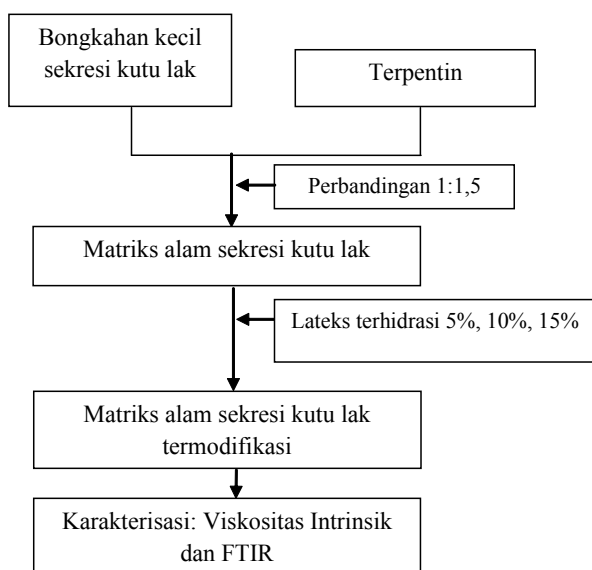 Bongkahan kecil
sekresi kutu lak
Terpentin
Perbandingan 1:1,5
Matriks alam sekresi kutu lak
Lateks terhidrasi 5%, 10%, 15%
Matriks alam sekresi kutu lak
termodifikasi
Karakterisasi: Viskositas Intrinsik
dan FTIR